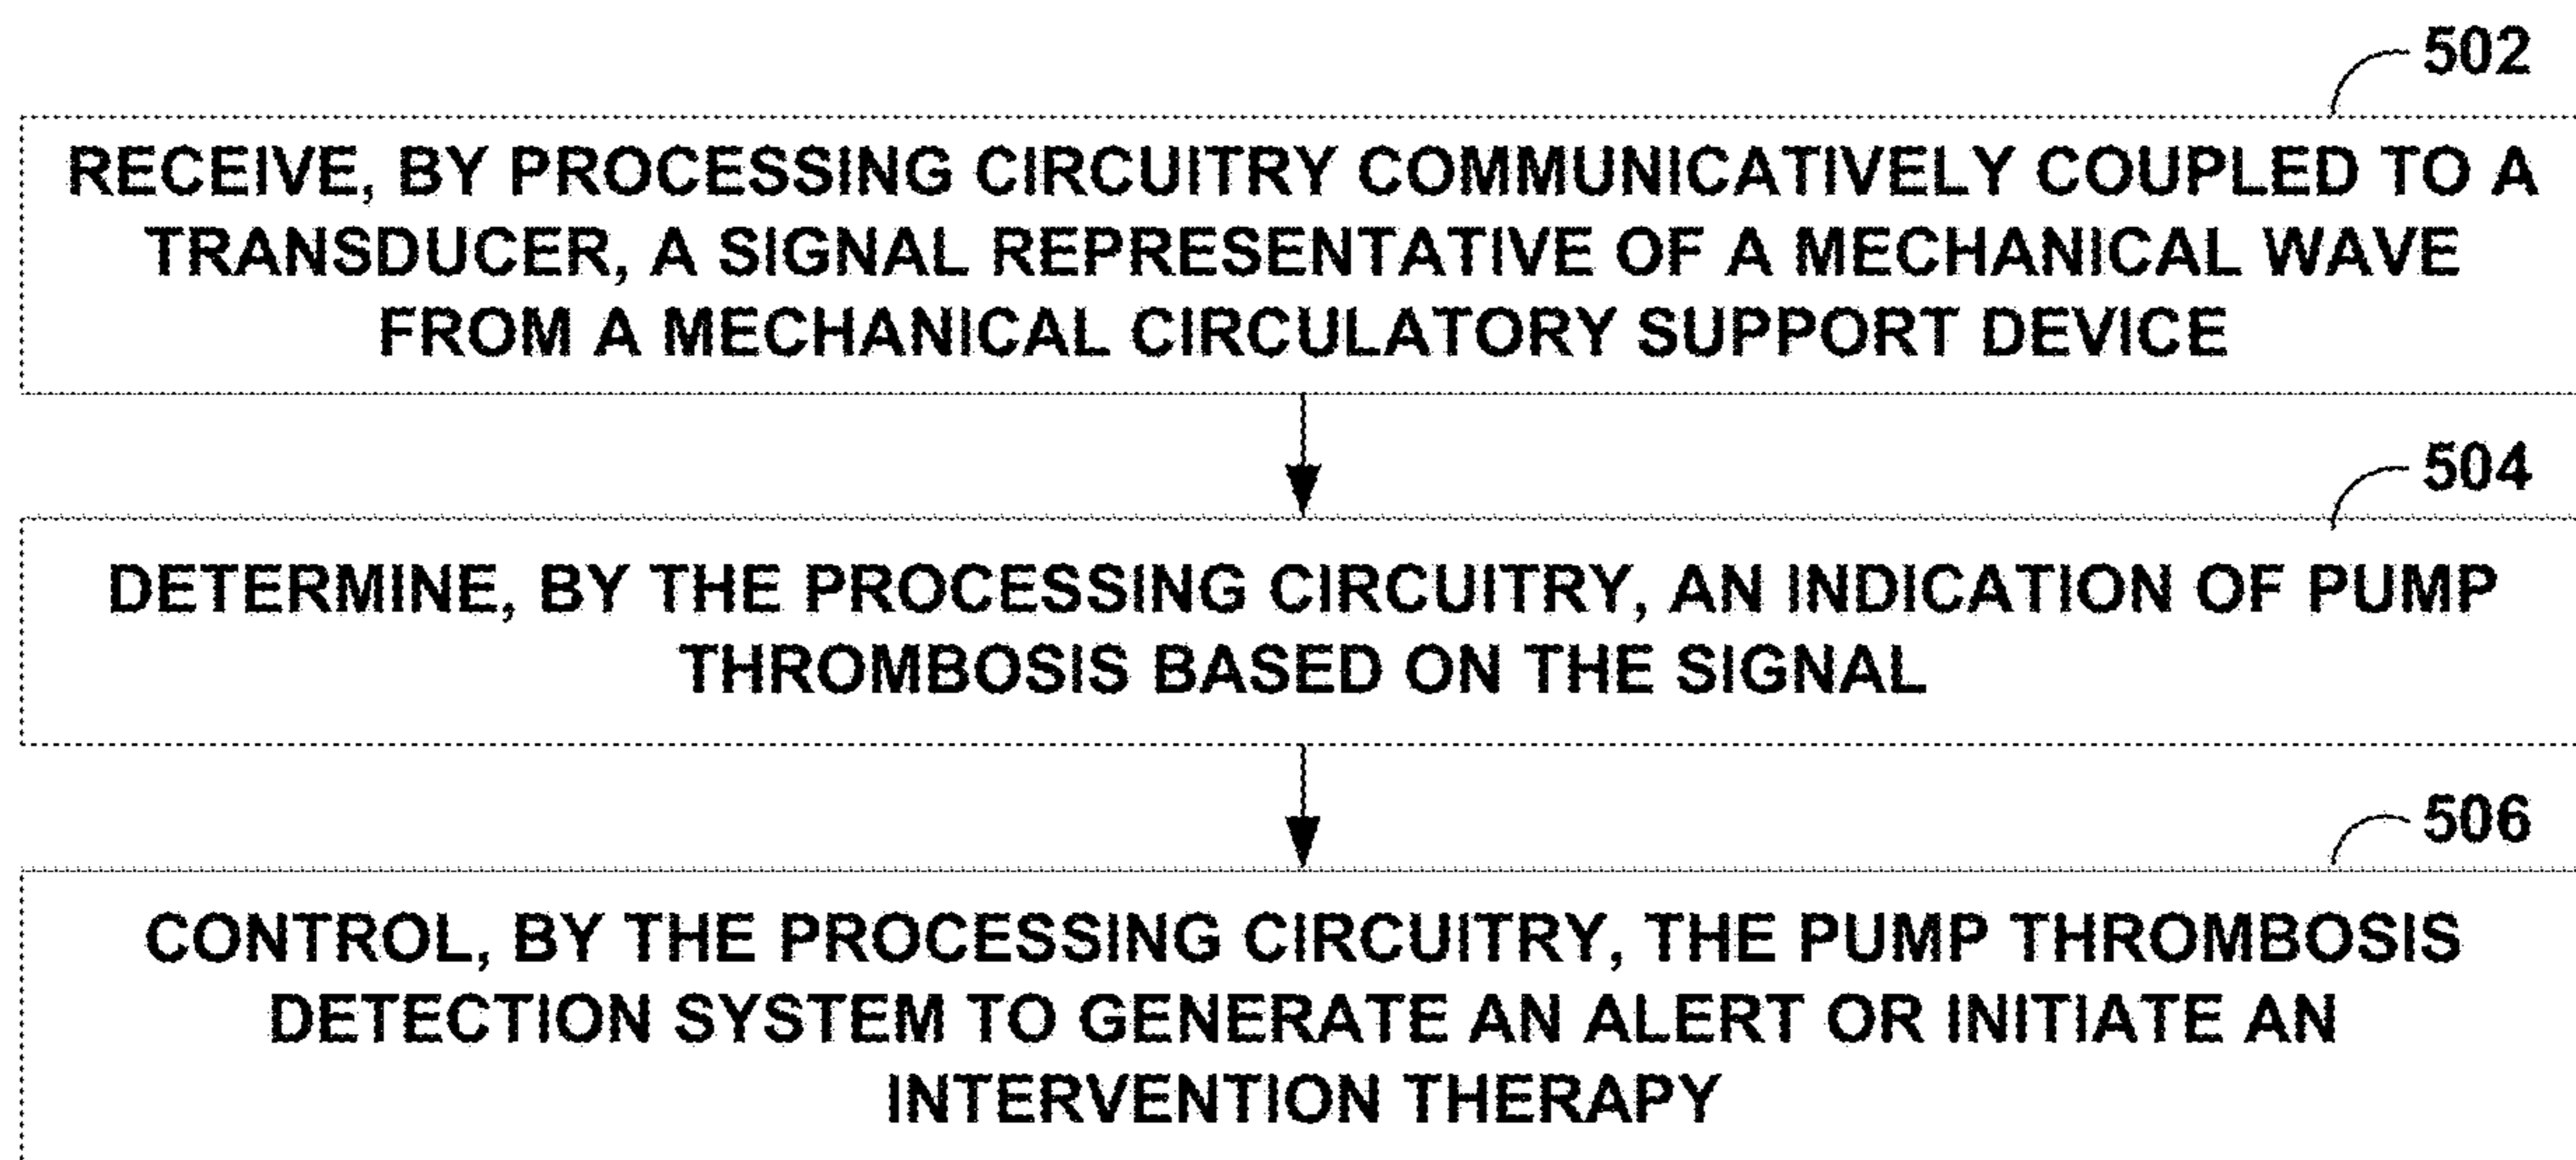 502
RECEIVE, BY PROCESSING CIRCUITRY COMMUNICATIVELY COUPLED TO A
TRANSDUCER, A SIGNAL REPRESENTATIVE OF A MECHANICAL WAVE
FROM A MECHANICAL CIRCULATORY SUPPORT DEVICE
504
DETERMINE, BY THE PROCESSING CIRCUITRY, AN INDICATION OF PUMP
THROMBOSIS BASED ON THE SIGNAL
506
CONTROL, BY THE PROCESSING CIRCUITRY, THE PUMP THROMBOSIS
DETECTION SYSTEM TO GENERATE AN ALERT OR INITIATE AN
INTERVENTION THERAPY